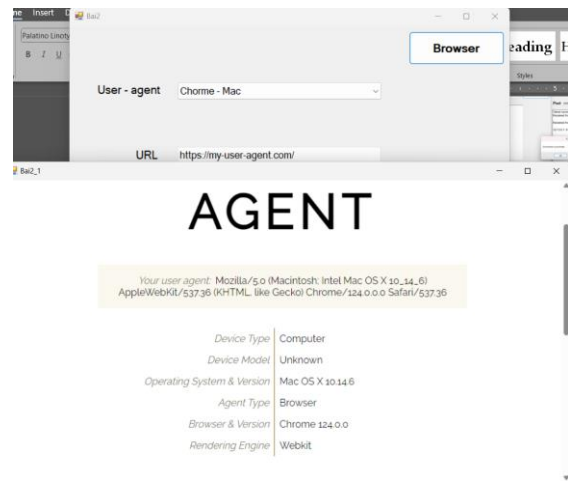 me Insert
Bai2
Palatino Linoty
B I U
Browser
eading H
Styles
User - agent Chorme - Mac
URL https://my-user-agent.com/
Bai2_1
AGENT
Your user agent: Mozilla/5.0 (Macintosh; Intel Mac OS X 10_14_6)
AppleWebKit/537.36 (KHTML, like Gecko) Chrome/124.0.0.0 Safari/537.36
Device Type Computer
Device Model Unknown
Operating System & Version Mac OS X 10.14.6
Agent Type Browser
Browser & Version Chrome 124.0.0
Rendering Engine Webkit